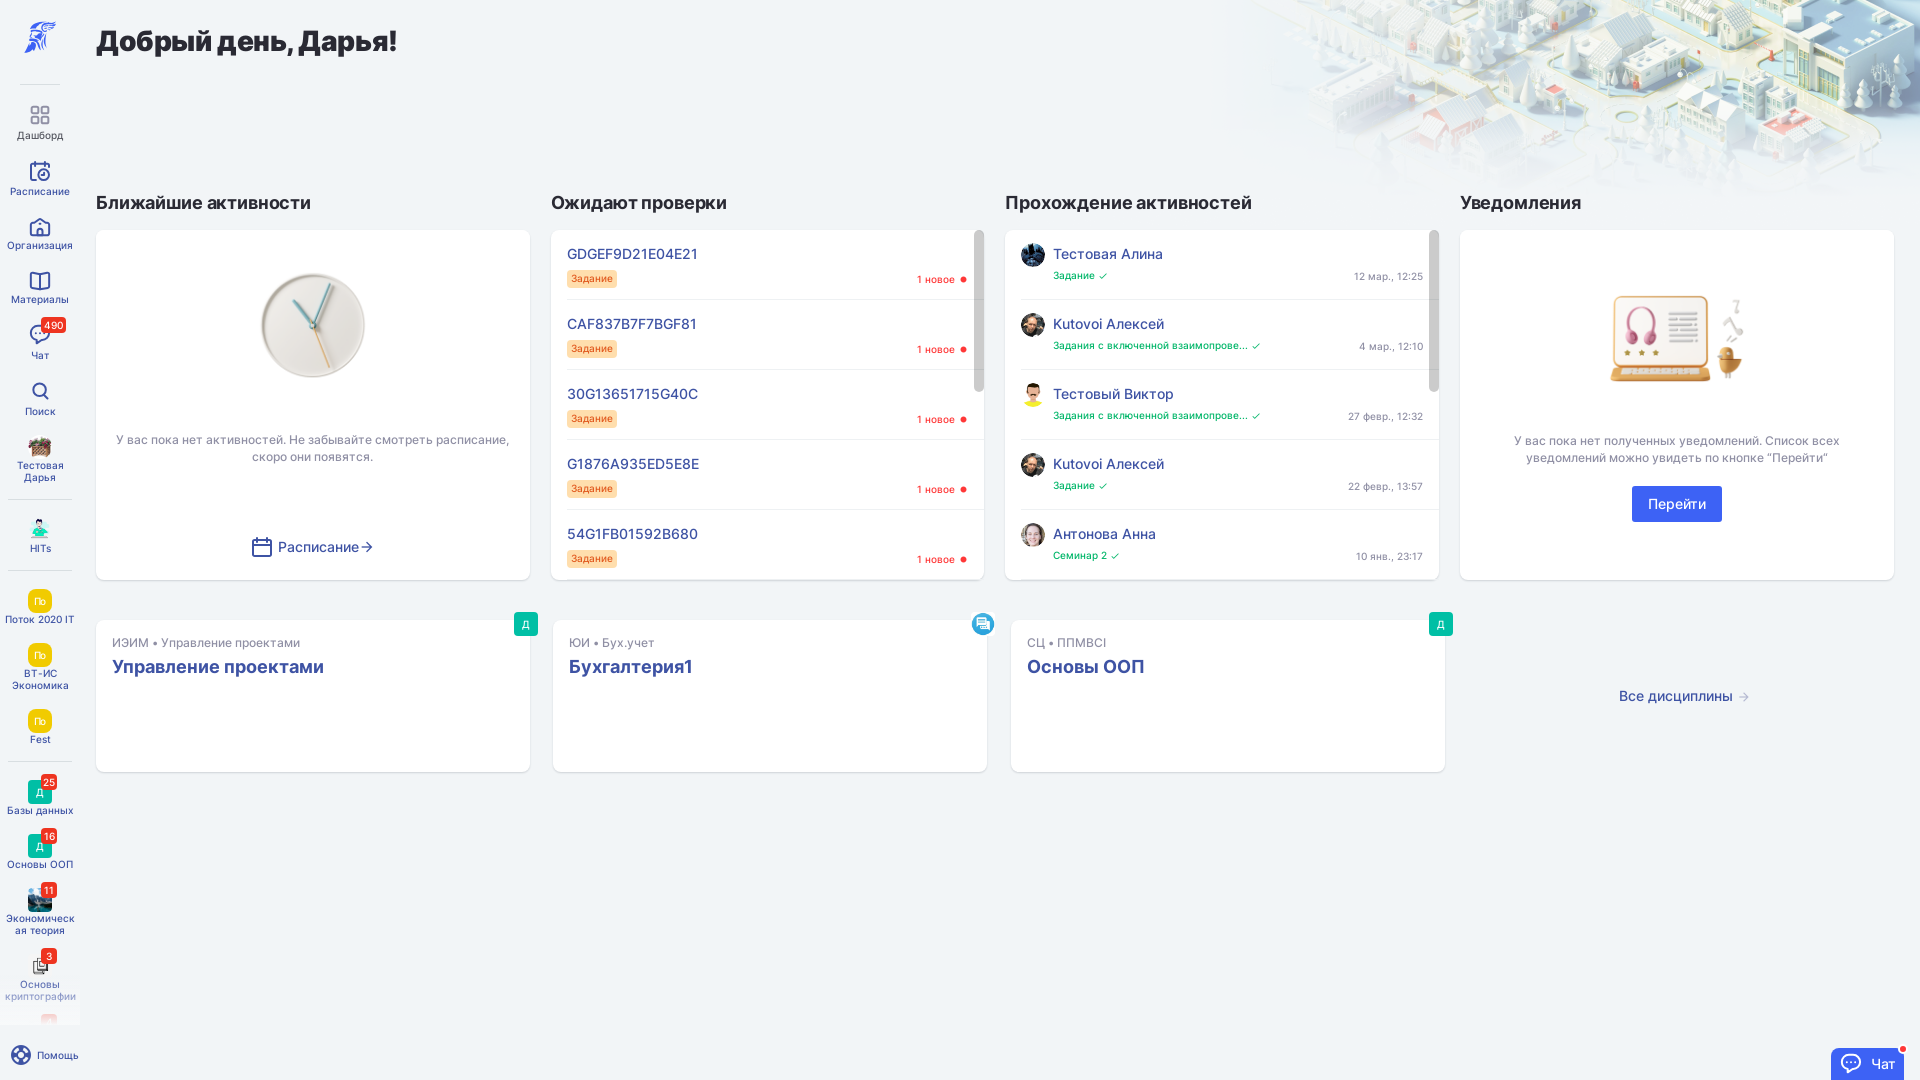 Добрый день, Дарья!
Дашборд
Расписание
Организация
Материалы
490
Чат
Поиск
Тестовая
Дарья
HITs
По
Поток 2020 IT
По
ВТ-ИС
Экономика
По
Fest
25
Д
Базы данных
16
Д
Основы ООП
11
Экономическ
ая теория
3
Основы
криптографии
Помощь
Ближайшие активности
У вас пока нет активностей. Не забывайте смотреть расписание,
скоро они появятся.
Расписание
Ожидают проверки
GDGEF9D21E04E21
Задание
1 новое
CAF837B7F7BGF81
Задание
1 новое
30G13651715G40C
Задание
1 новое
G1876A935ED5E8E
Задание
1 новое
54G1FB01592B680
Задание
1 новое
Прохождение активностей
Тестовая Алина
Задание
12 мар., 12:25
Kutovoi Алексей
Задания с включенной взаимопрове...
4 мар., 12:10
Тестовый Виктор
Задания с включенной взаимопрове...
27 февр., 12:32
Kutovoi Алексей
Задание
22 февр., 13:57
Антонова Анна
Семинар 2
10 янв., 23:17
Уведомления
У вас пока нет полученных уведомлений. Список всех
уведомлений можно увидеть по кнопке “Перейти”
Перейти
Д
ИЭИМ • Управление проектами
Управление проектами
ЮИ • Бух.учет
Бухгалтерия1
Д
СЦ • ППМВСІ
Основы ООП
Все дисциплины
Чат